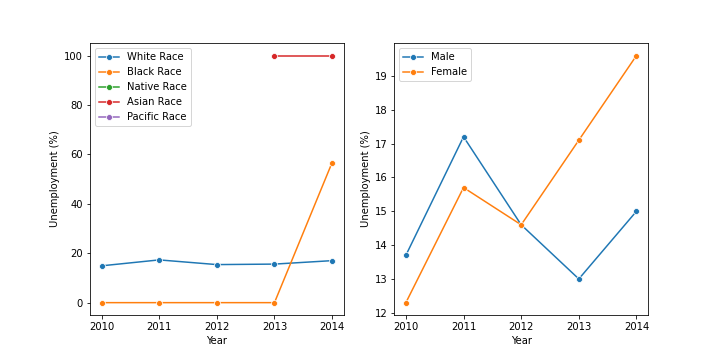 White Race
Black Race
Native Race
Asian Race
Pacific Race
100
80
60
40
20
0
Unemployment (%)
2010 2011 2012 2013 2014
Year
Male
Female
19
18
17
16
15
14
13
12
Unemployment (%)
2010 2011 2012 2013 2014
Year